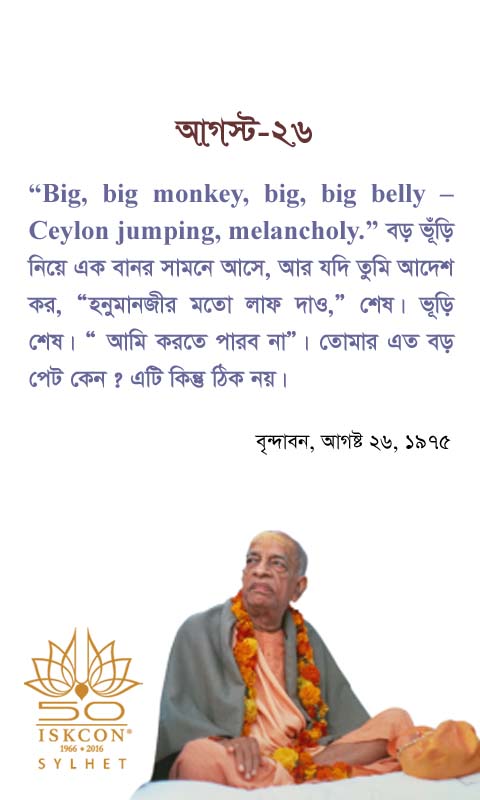 আগস্ট-২৬
“Big, big monkey, big, big belly –
Ceylon jumping, melancholy.” বড় ভূঁড়ি
নিয়ে এক বানর সামনে আসে, আর যদি তুমি আদেশ
কর, “হনুমানজীর মতো লাফ দাও,” শেষ। ভূড়ি
শেষ। “ আমি করতে পারব না”। তোমার এত বড়
পেট কেন ? এটি কিন্তু ঠিক নয়।
বৃন্দাবন, আগষ্ট ২৬, ১৯৭৫
50
ISKCON®
1966 • 2016
SYLHET